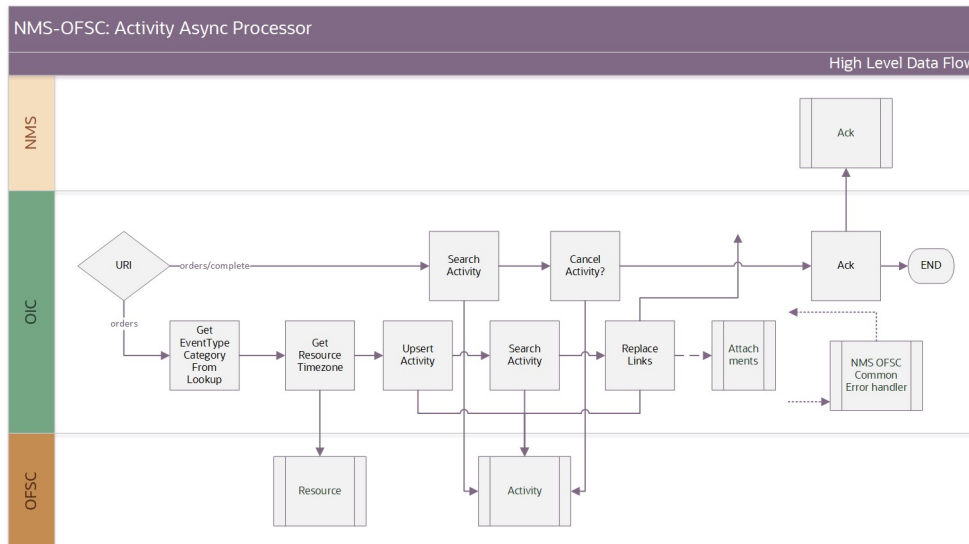 NMS-OFSC: Activity Async Processor
High Level Data Flow
NMS
Ack
OIC
URI
orders/complete
Search
Activity
Cancel
Activity?
Ack
END
orders
Get
EventType
Category
From
Lookup
Get
Resource
Timezone
Upsert
Activity
Search
Activity
Replace
Links
Attach
ments
NMS OFSC
Common
Error handler
OFSC
Resource
Activity